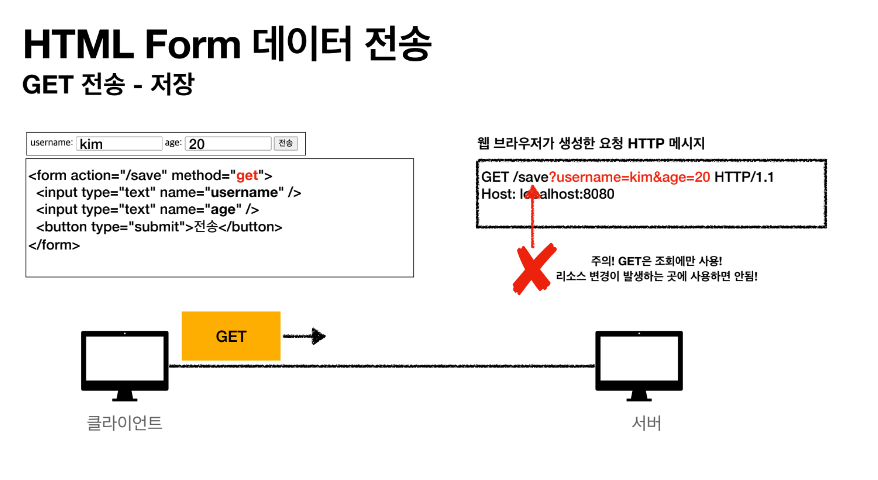 HTML Form 데이터 전송
GET 전송 - 저장
username: kim age: 20 전송
<form action="/save" method="get">
<input type="text" name="username" />
<input type="text" name="age" />
<button type="submit">전송</button>
</form>
웹 브라우저가 생성한 요청 HTTP 메시지
GET /save?username=kim&age=20 HTTP/1.1
Host: localhost:8080
주의! GET은 조회에만 사용!
리소스 변경이 발생하는 곳에 사용하면 안됨!
GET
클라이언트
서버